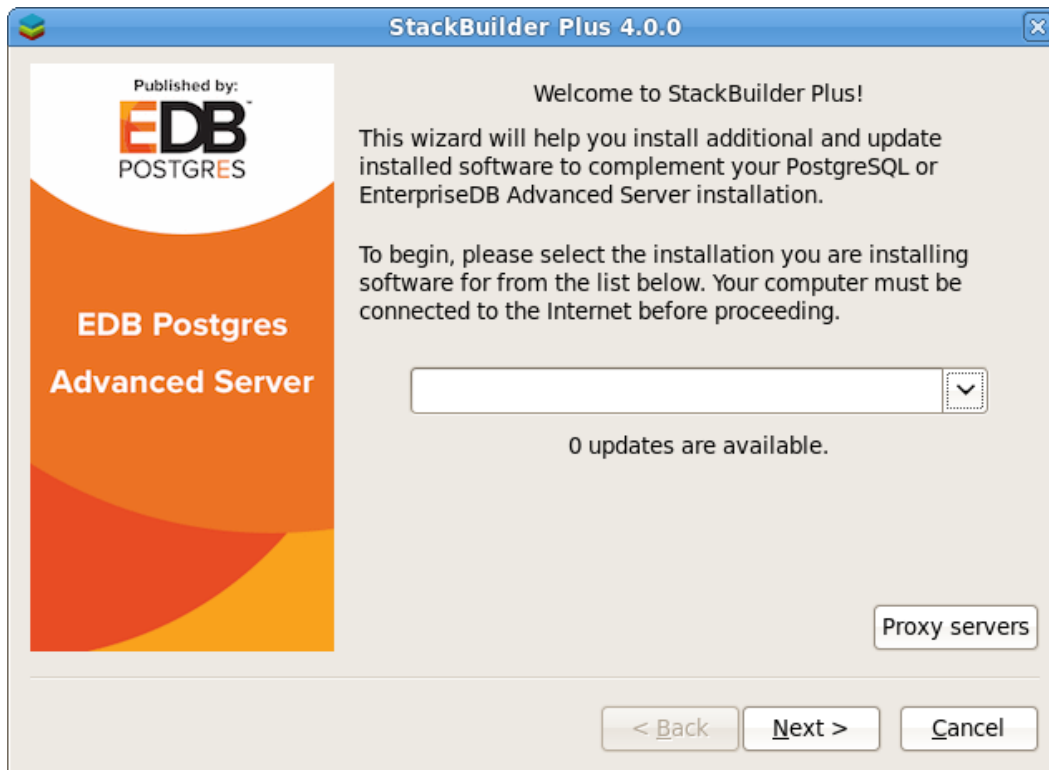 StackBuilder Plus 4.0.0
Published by:
EDB™
POSTGRES
EDB Postgres
Advanced Server
Welcome to StackBuilder Plus!
This wizard will help you install additional and update
installed software to complement your PostgreSQL or
EnterpriseDB Advanced Server installation.
To begin, please select the installation you are installing
software for from the list below. Your computer must be
connected to the Internet before proceeding.
0 updates are available.
Proxy servers
< Back
Next >
Cancel